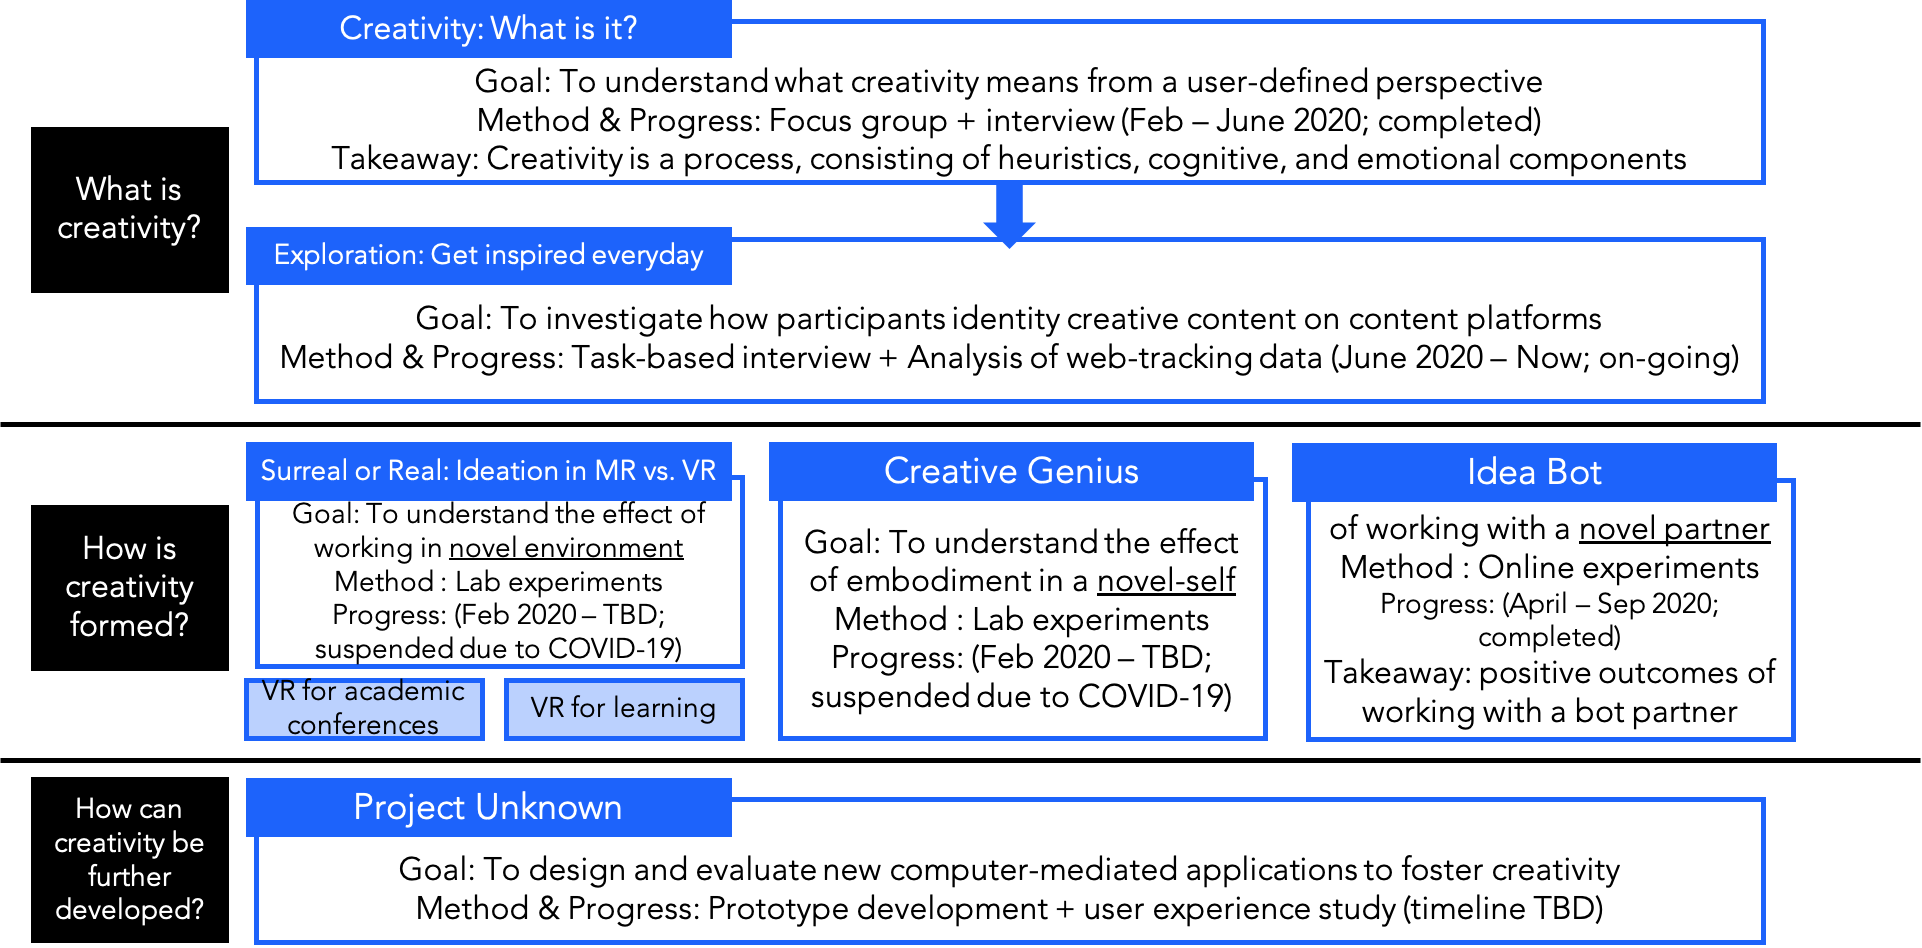 What is
creativity?
Creativity: What is it?
Goal: To understand what creativity means from a user-defined perspective
Method & Progress: Focus group + interview (Feb – June 2020; completed)
Takeaway: Creativity is a process, consisting of heuristics, cognitive, and emotional components
Exploration: Get inspired everyday
Goal: To investigate how participants identity creative content on content platforms
Method & Progress: Task-based interview + Analysis of web-tracking data (June 2020 – Now; on-going)
How is
creativity
formed?
Surreal or Real: Ideation in MR vs. VR
Goal: To understand the effect of
working in novel environment
Method : Lab experiments
Progress: (Feb 2020 – TBD;
suspended due to COVID-19)
VR for academic
conferences
VR for learning
Creative Genius
Goal: To understand the effect
of embodiment in a novel-self
Method : Lab experiments
Progress: (Feb 2020 – TBD;
suspended due to COVID-19)
Idea Bot
of working with a novel partner
Method : Online experiments
Progress: (April – Sep 2020;
completed)
Takeaway: positive outcomes of
working with a bot partner
How can
creativity be
further
developed?
Project Unknown
Goal: To design and evaluate new computer-mediated applications to foster creativity
Method & Progress: Prototype development + user experience study (timeline TBD)